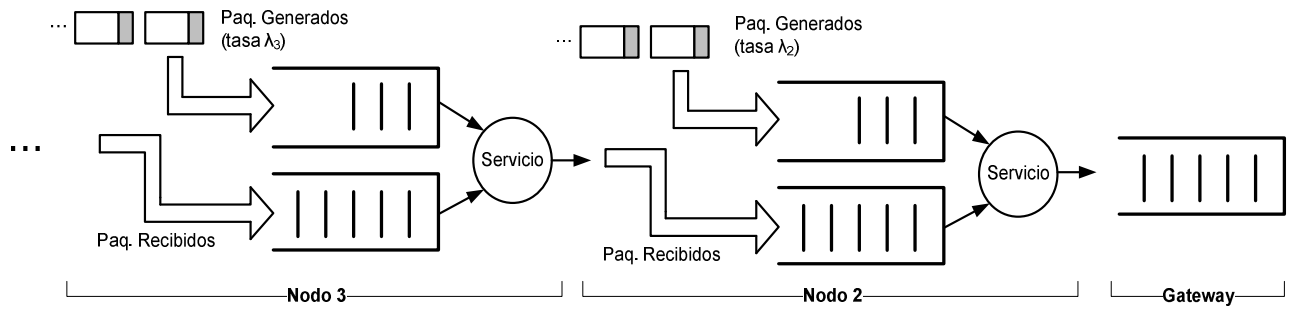 ...
Paq. Generados
(tasa λ3)
...
Paq. Generados
(tasa λ2)
...
Servicio
Servicio
Paq. Recibidos
Paq. Recibidos
Nodo 3
Nodo 2
Gateway